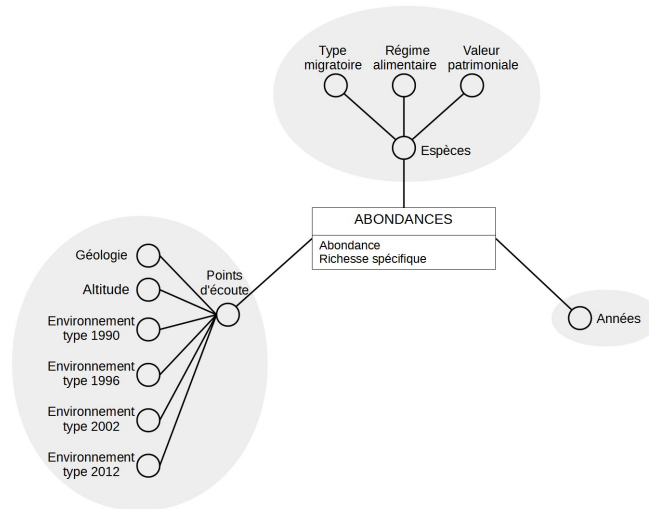 Type
migratoire
Régime
alimentaire
Valeur
patrimoniale
Espèces
ABONDANCES
Abondance
Richesse spécifique
Points
d'écoute
Géologie
Altitude
Environnement
type 1990
Environnement
type 1996
Environnement
type 2002
Environnement
type 2012
Années